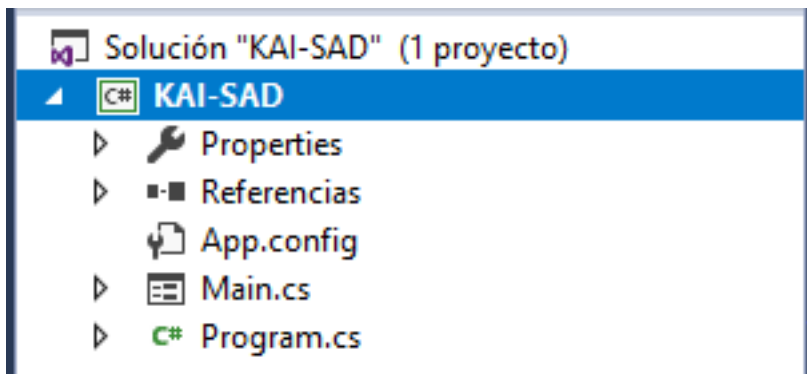 Solución "KAI-SAD" (1 proyecto)
C# KAI-SAD
Properties
Referencias
App.config
Main.cs
C# Program.cs